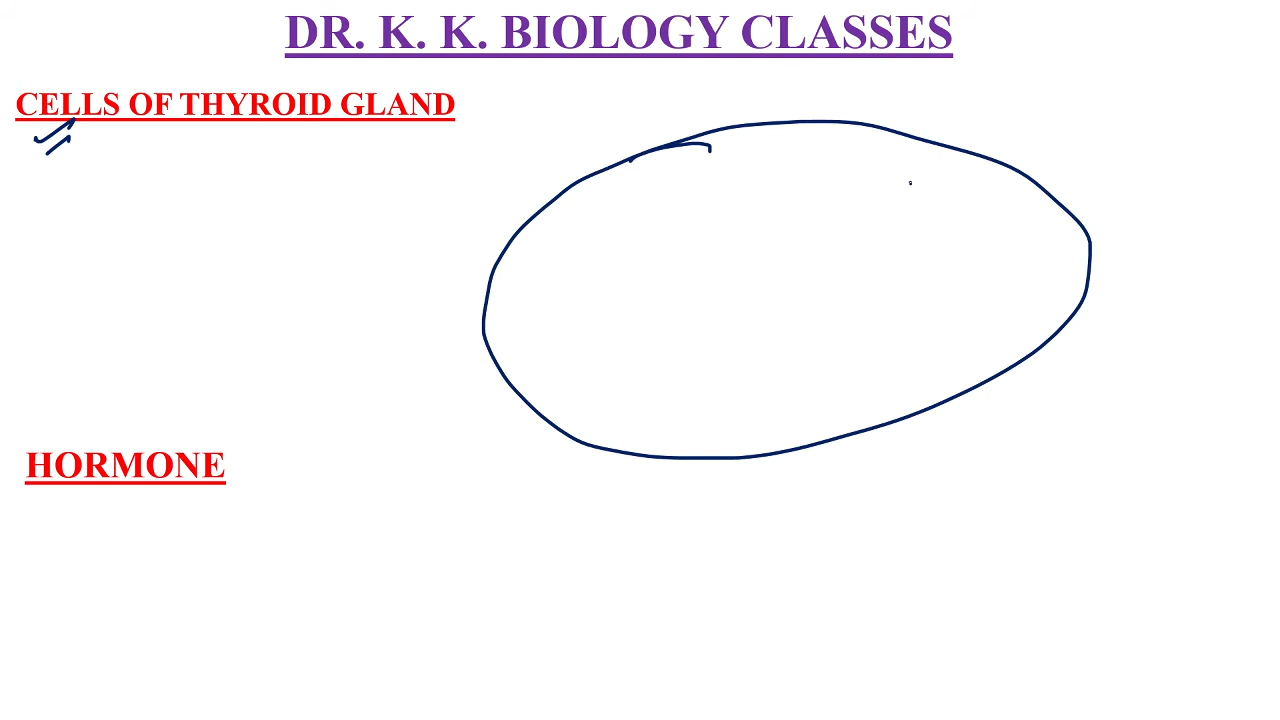 DR. K. K. BIOLOGY CLASSES
CELLS OF THYROID GLAND
HORMONE